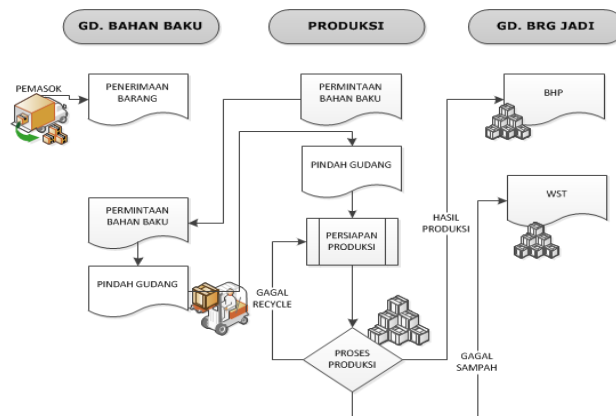 GD. BAHAN BAKU
PRODUKSI
GD. BRG JADI
PEMASOK
PENERIMAAN
BARANG
PERMINTAAN
BAHAN BAKU
BHP
PINDAH GUDANG
PERMINTAAN
BAHAN BAKU
WST
HASIL
PRODUKSI
PERSIAPAN
PRODUKSI
PINDAH GUDANG
GAGAL
RECYCLE
PROSES
PRODUKSI
GAGAL
SAMPAH